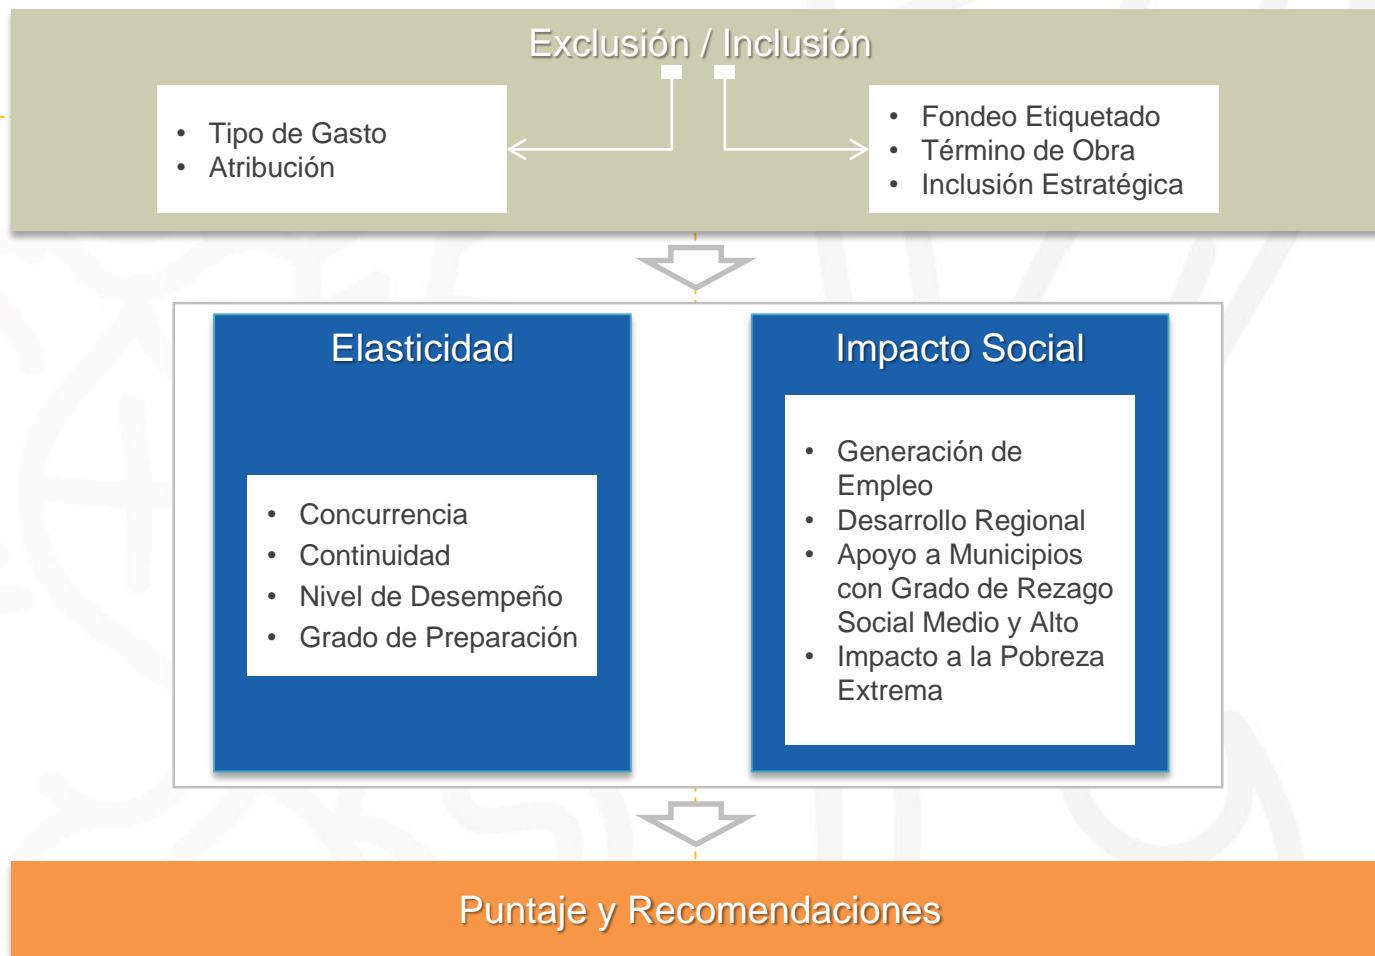 Exclusión / Inclusión
• Tipo de Gasto
• Atribución
• Fondeo Etiquetado
• Término de Obra
• Inclusión Estratégica
Elasticidad
• Concurrencia
• Continuidad
• Nivel de Desempeño
• Grado de Preparación
Impacto Social
• Generación de
Empleo
• Desarrollo Regional
• Apoyo a Municipios
con Grado de Rezago
Social Medio y Alto
• Impacto a la Pobreza
Extrema
Puntaje y Recomendaciones